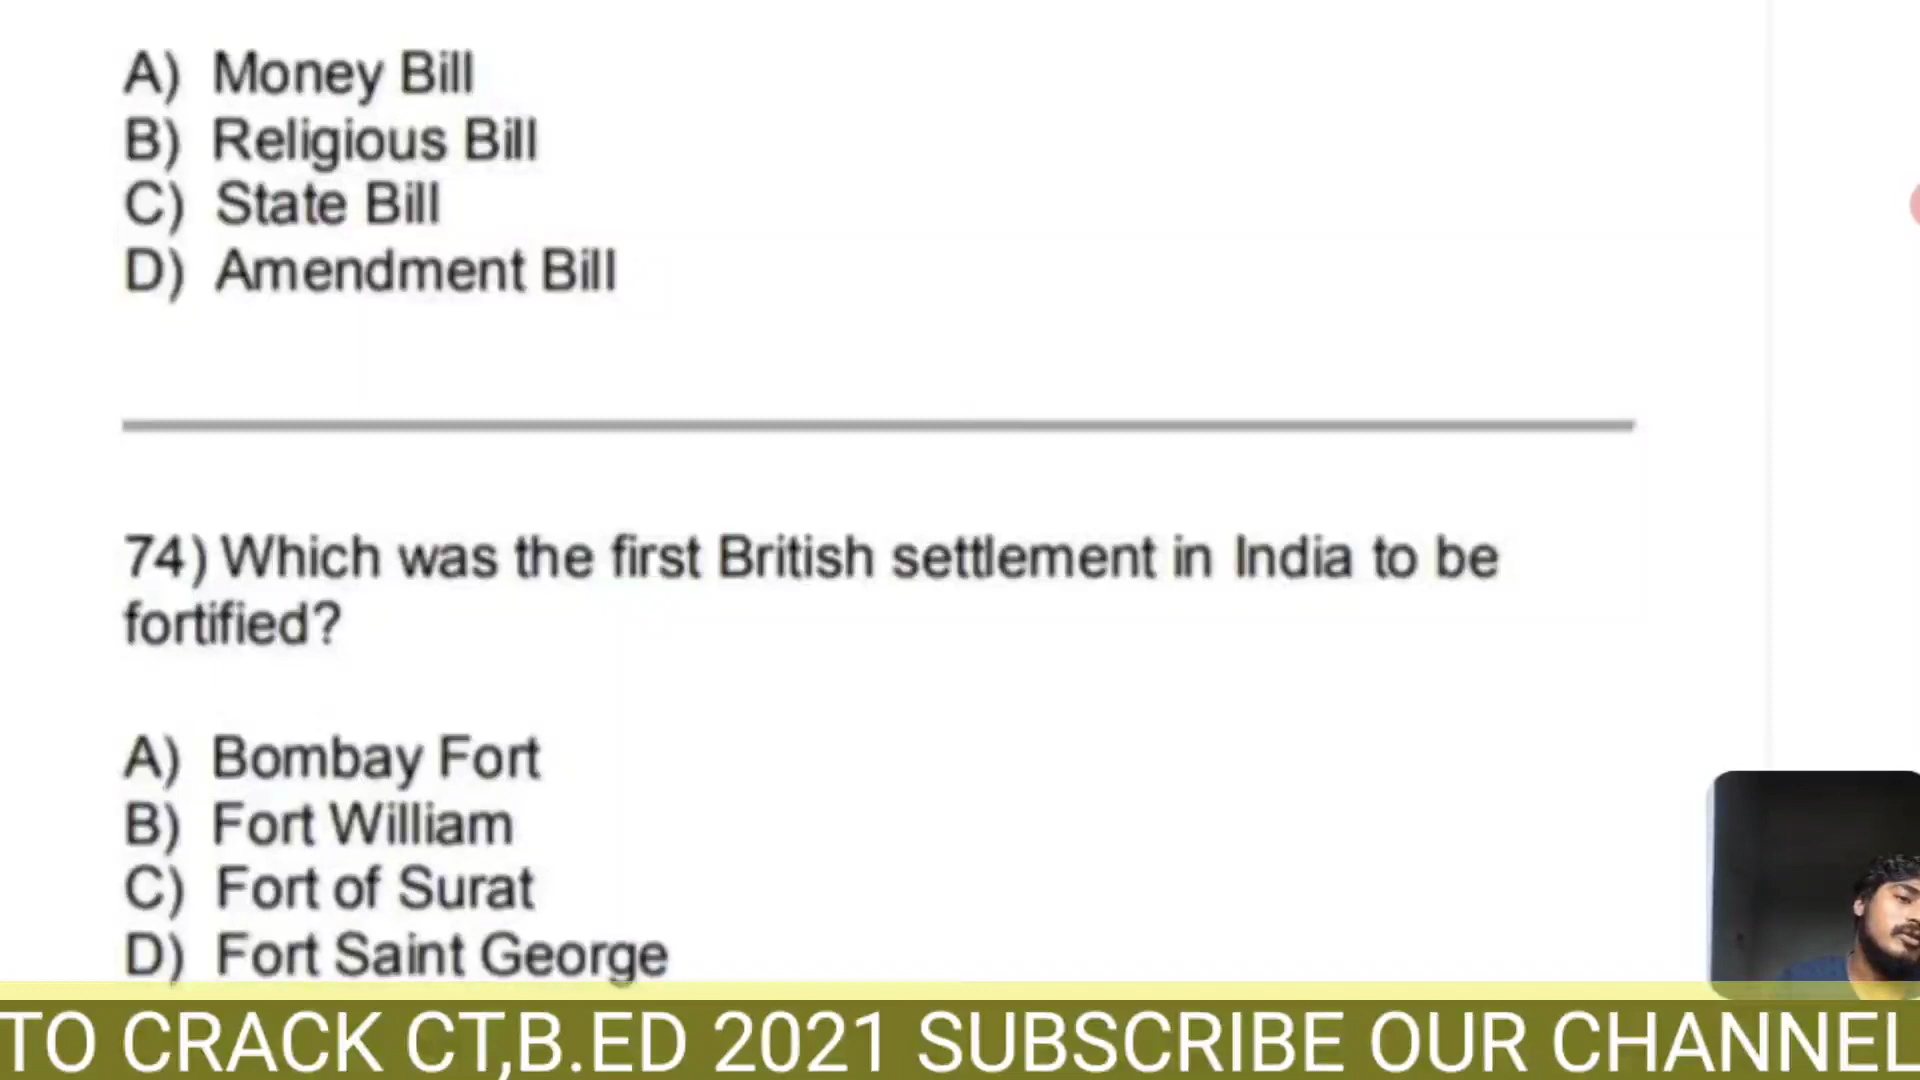 A) Money Bill
B) Religious Bill
C) State Bill
D) Amendment Bill
74) Which was the first British settlement in India to be
fortified?
A) Bombay Fort
B) Fort William
C) Fort of Surat
D) Fort Saint George
TO CRACK CT,B.ED 2021 SUBSCRIBE OUR CHANNEL